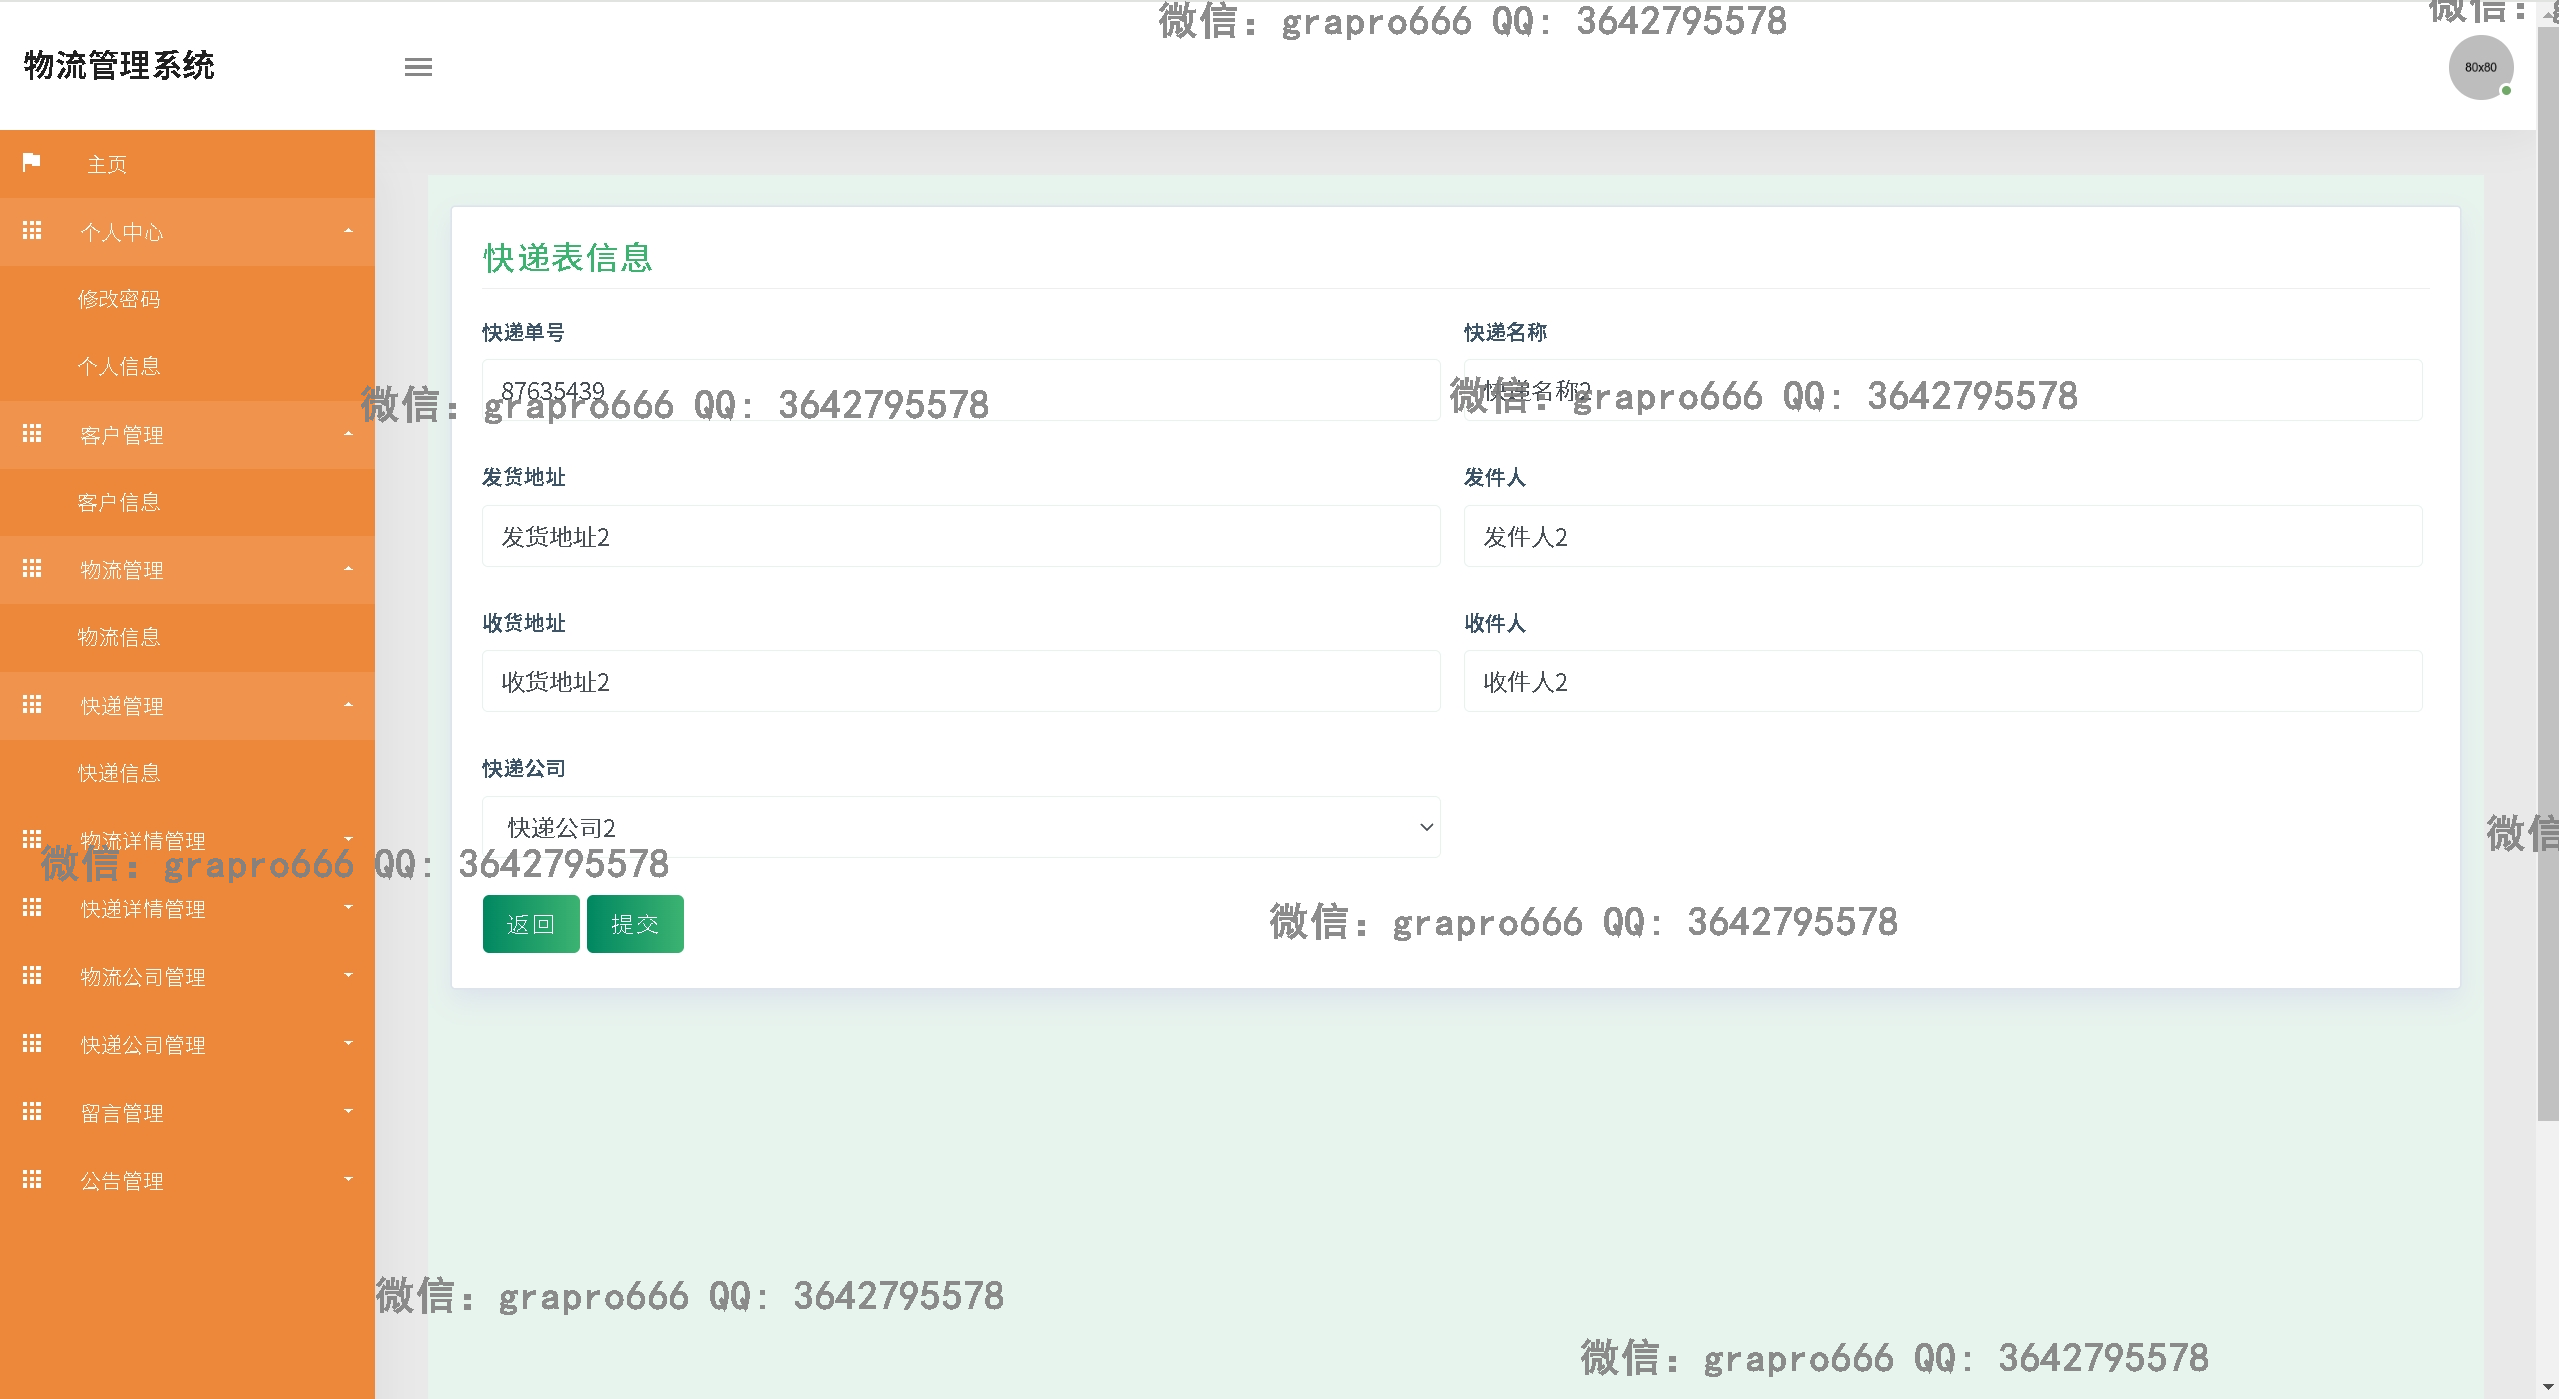 微信: grapro666 QQ: 3642795578
微信:
物流管理系统
80x80
主页
个人中心
修改密码
个人信息
客户管理
客户信息
物流管理
物流信息
快递管理
快递信息
物流详情管理
快递详情管理
物流公司管理
快递公司管理
留言管理
公告管理
快递表信息
快递单号
快递名称
87635439
快递名称2
微信: grapro666 QQ: 3642795578
微信: grapro666 QQ: 3642795578
发货地址
发件人
发货地址2
发件人2
收货地址
收件人
收货地址2
收件人2
快递公司
快递公司2
微信
微信: grapro666 QQ: 3642795578
返回
提交
微信: grapro666 QQ: 3642795578
微信: grapro666 QQ: 3642795578
微信: grapro666 QQ: 3642795578